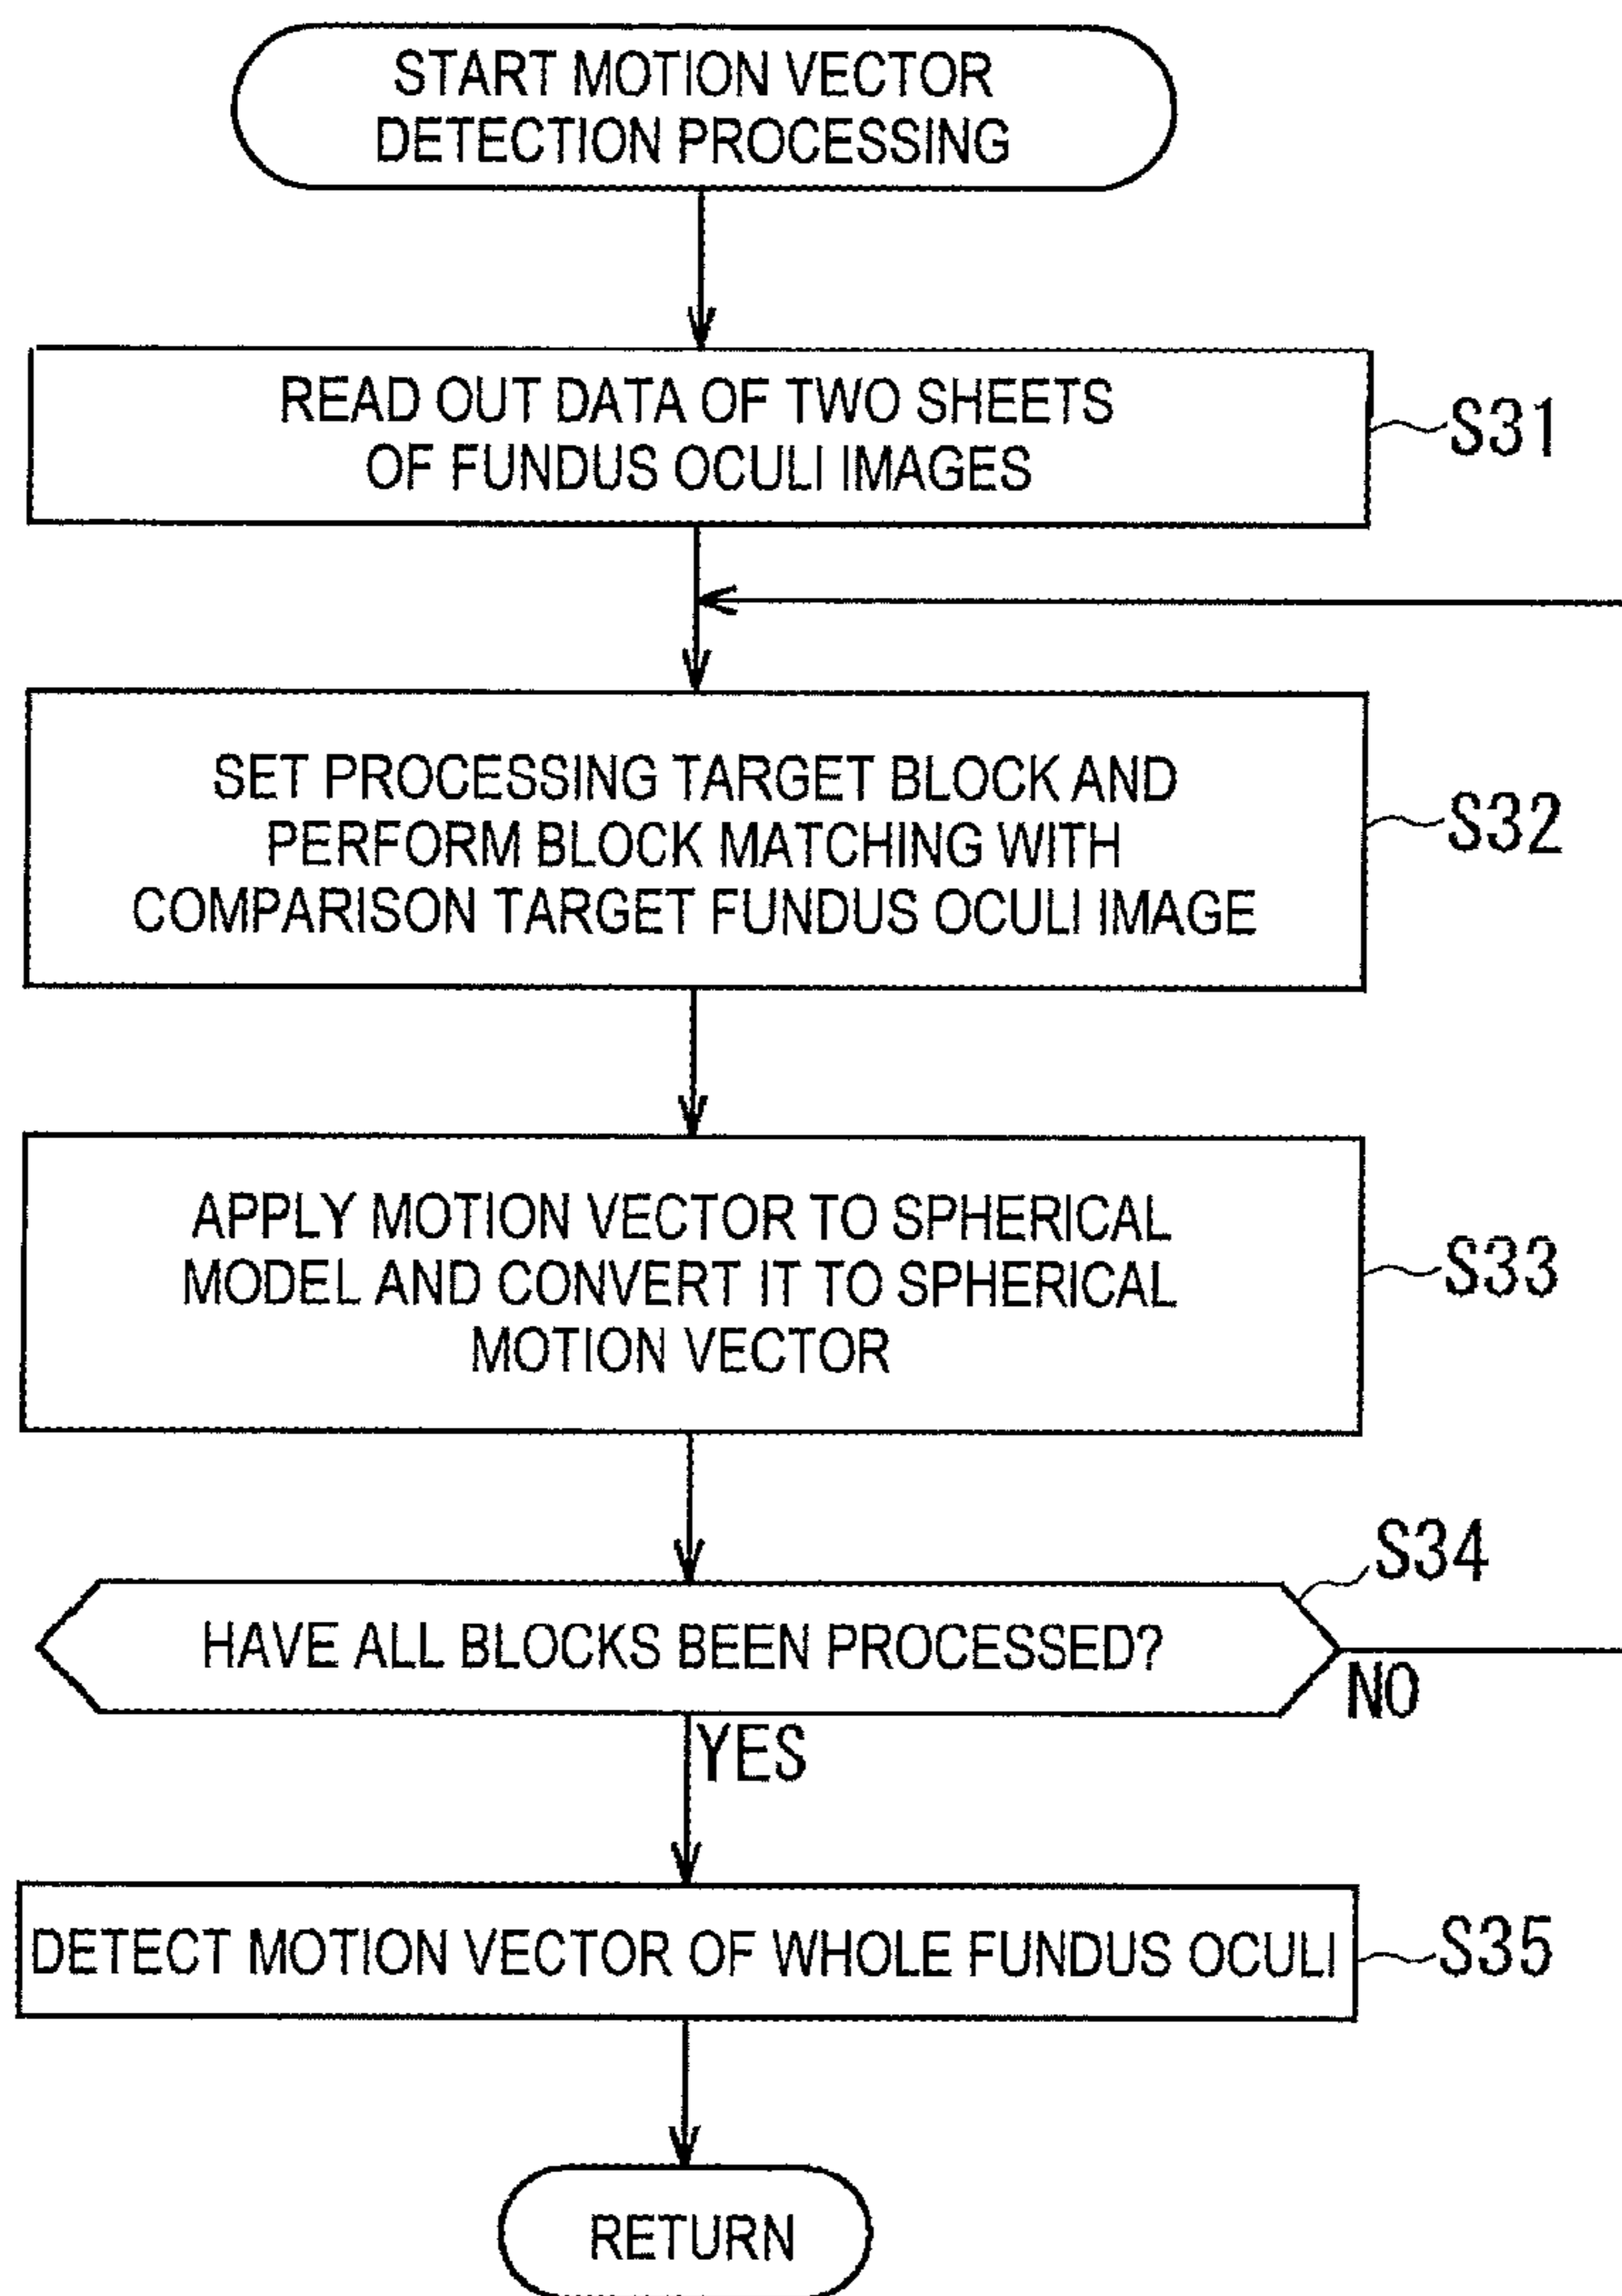 START MOTION VECTOR
DETECTION PROCESSING
READ OUT DATA OF TWO SHEETS
OF FUNDUS OCULI IMAGES
S31
SET PROCESSING TARGET BLOCK AND
PERFORM BLOCK MATCHING WITH
COMPARISON TARGET FUNDUS OCULI IMAGE
S32
APPLY MOTION VECTOR TO SPHERICAL
MODEL AND CONVERT IT TO SPHERICAL
MOTION VECTOR
S33
S34
HAVE ALL BLOCKS BEEN PROCESSED?
NO
YES
DETECT MOTION VECTOR OF WHOLE FUNDUS OCULI
S35
RETURN